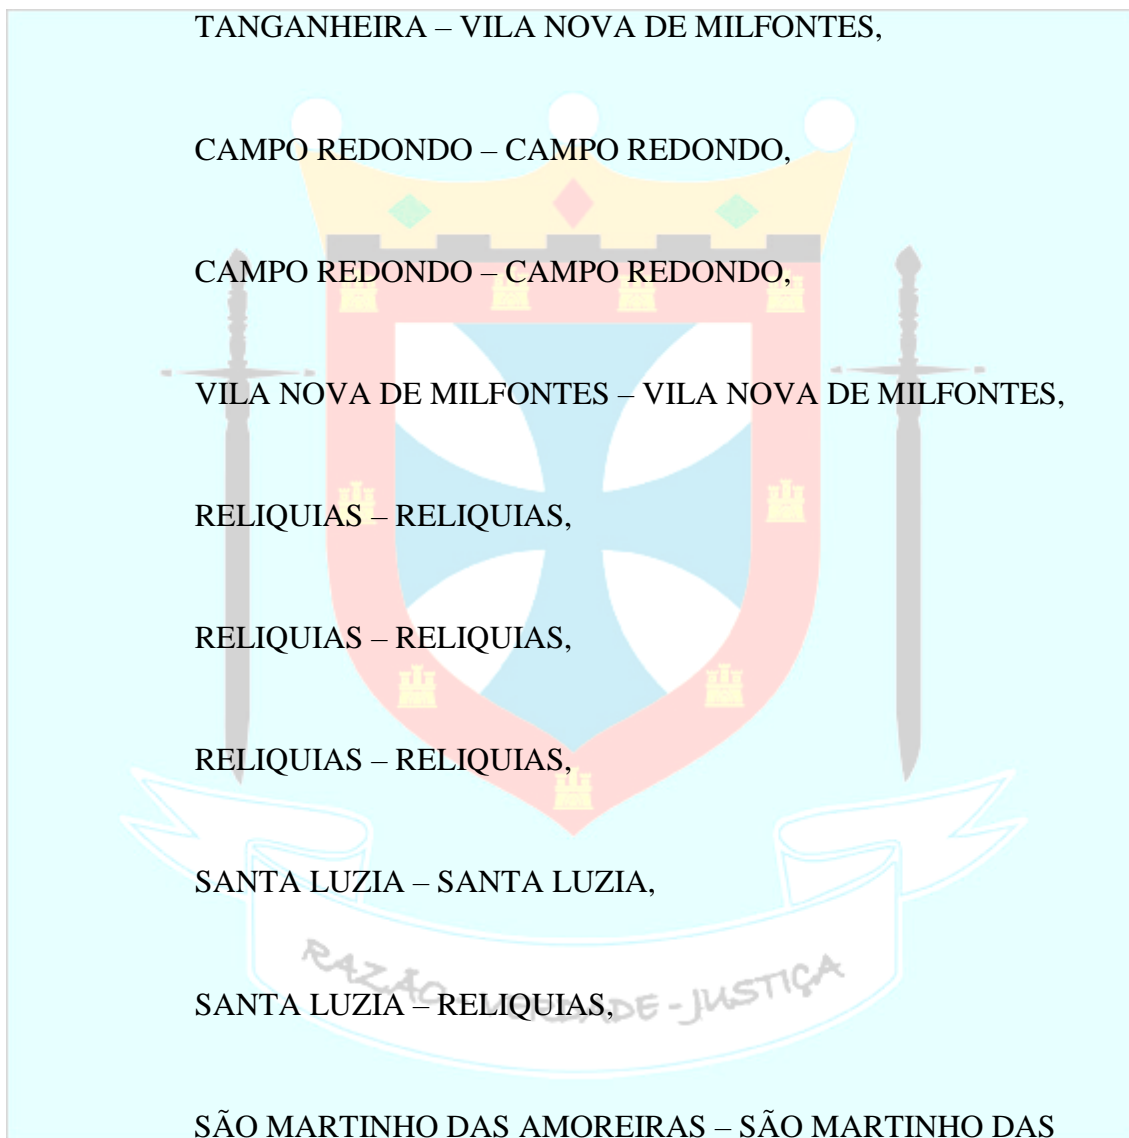 TANGANHEIRA – VILA NOVA DE MILFONTES,
CAMPO REDONDO – CAMPO REDONDO,
CAMPO REDONDO – CAMPO REDONDO,
VILA NOVA DE MILFONTES – VILA NOVA DE MILFONTES,
RELIQUIAS – RELIQUIAS,
RELIQUIAS – RELIQUIAS,
RELIQUIAS – RELIQUIAS,
SANTA LUZIA – SANTA LUZIA,
RAZÃO - VERDADE - JUSTIÇA
SANTA LUZIA – RELIQUIAS,
SÃO MARTINHO DAS AMOREIRAS – SÃO MARTINHO DAS